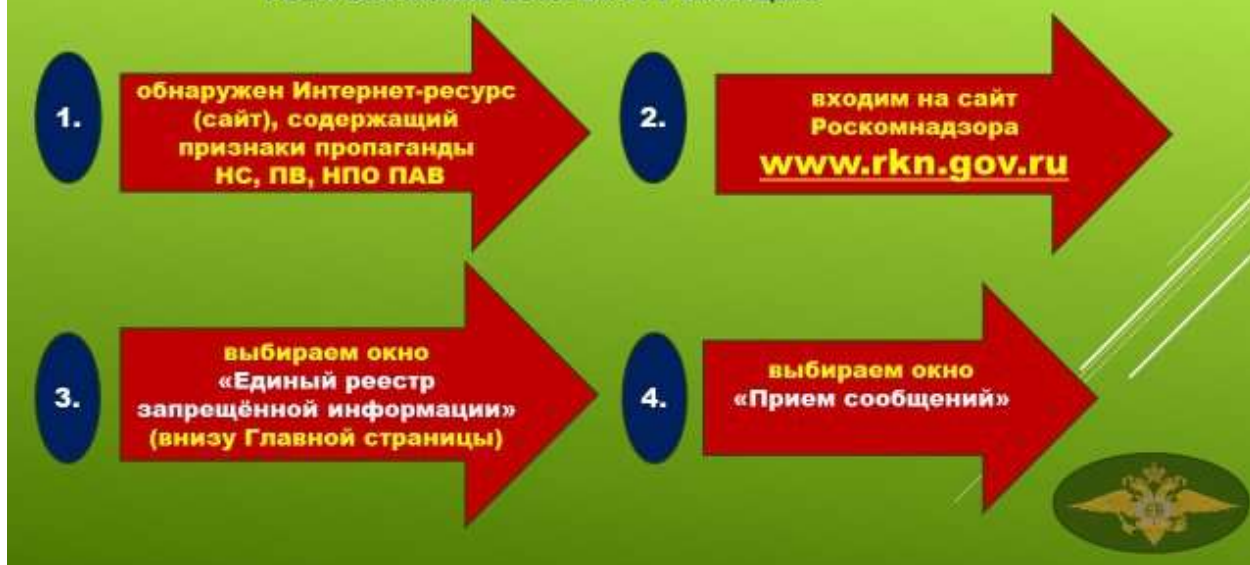 1.
обнаружен Интернет-ресурс
(сайт), содержащий
признаки пропаганды
НС, ПВ, НПО ПАВ
2.
входим на сайт
Роскомнадзора
www.rkn.gov.ru
3.
выбираем окно
«Единый реестр
запрещённой информации»
(внизу Главной страницы)
4.
выбираем окно
«Прием сообщений»